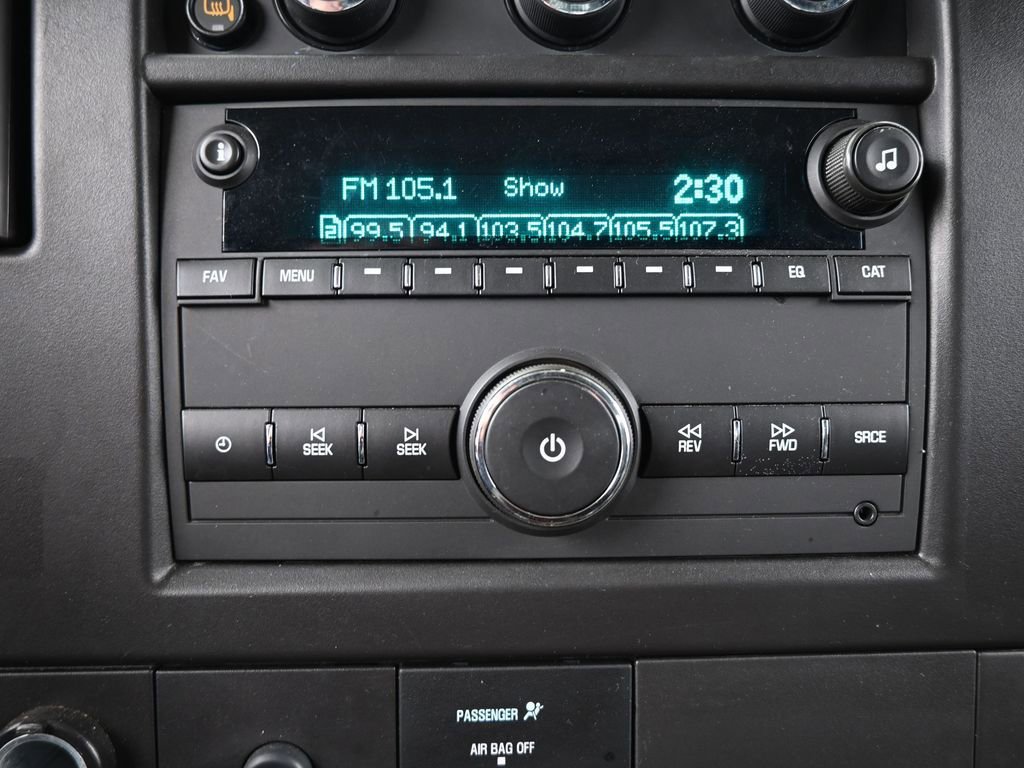 FM 105.1 Show 2:30
2 99.5 94.1 103.5 104.7 105.5 107.3
FAV MENU EQ CAT
SEEK SEEK REV FWD SRCE
PASSENGER
AIR BAG OFF